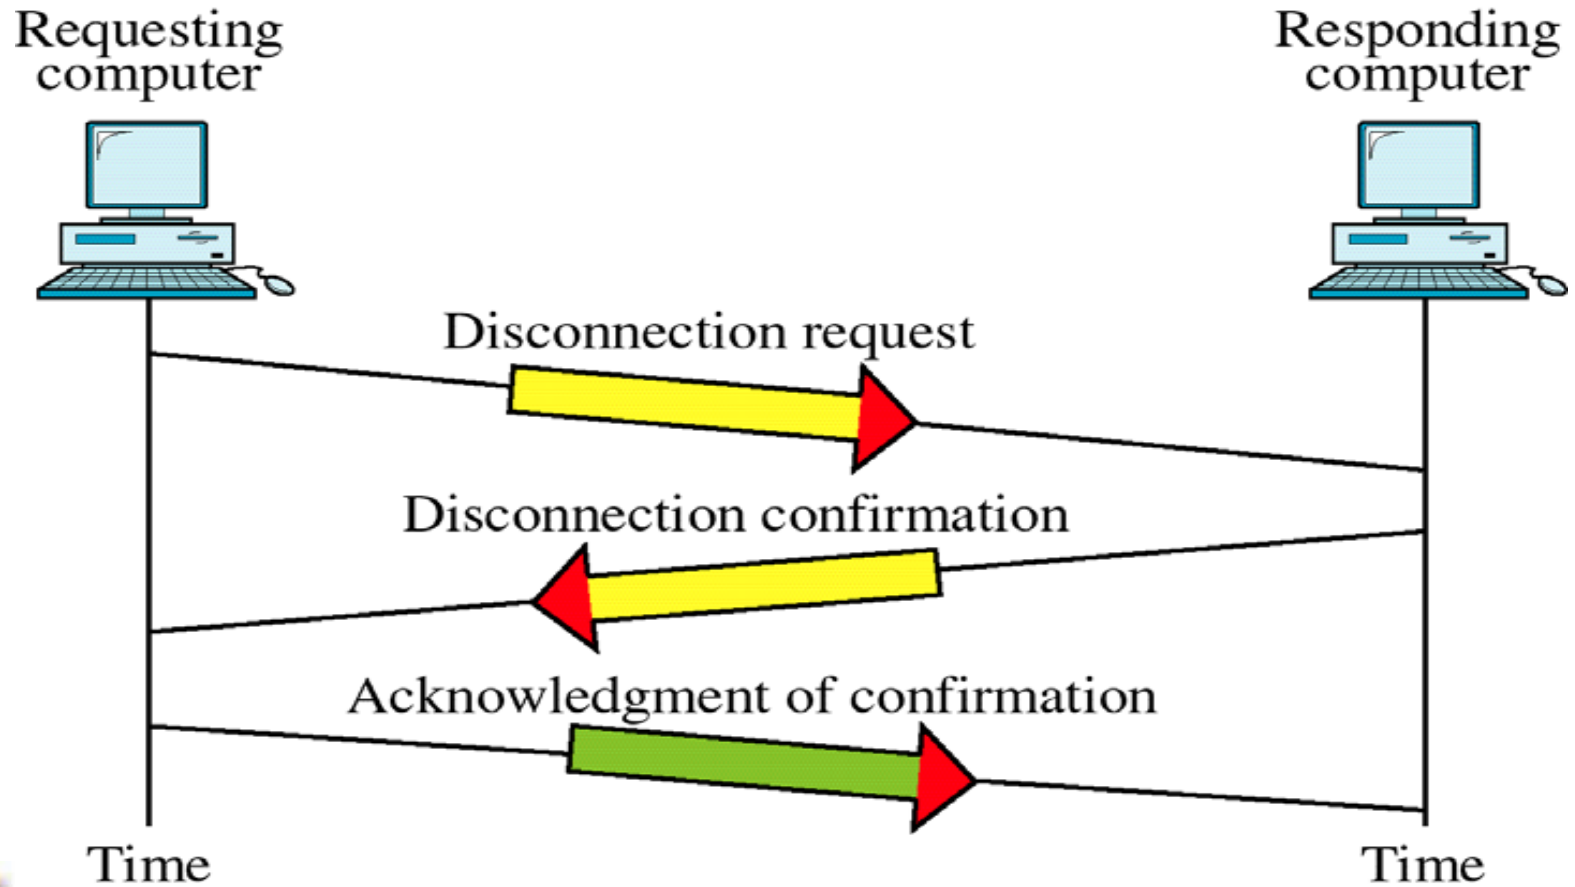 Requesting
computer
Responding
computer
Disconnection request
Disconnection confirmation
Acknowledgment of confirmation
Time
Time